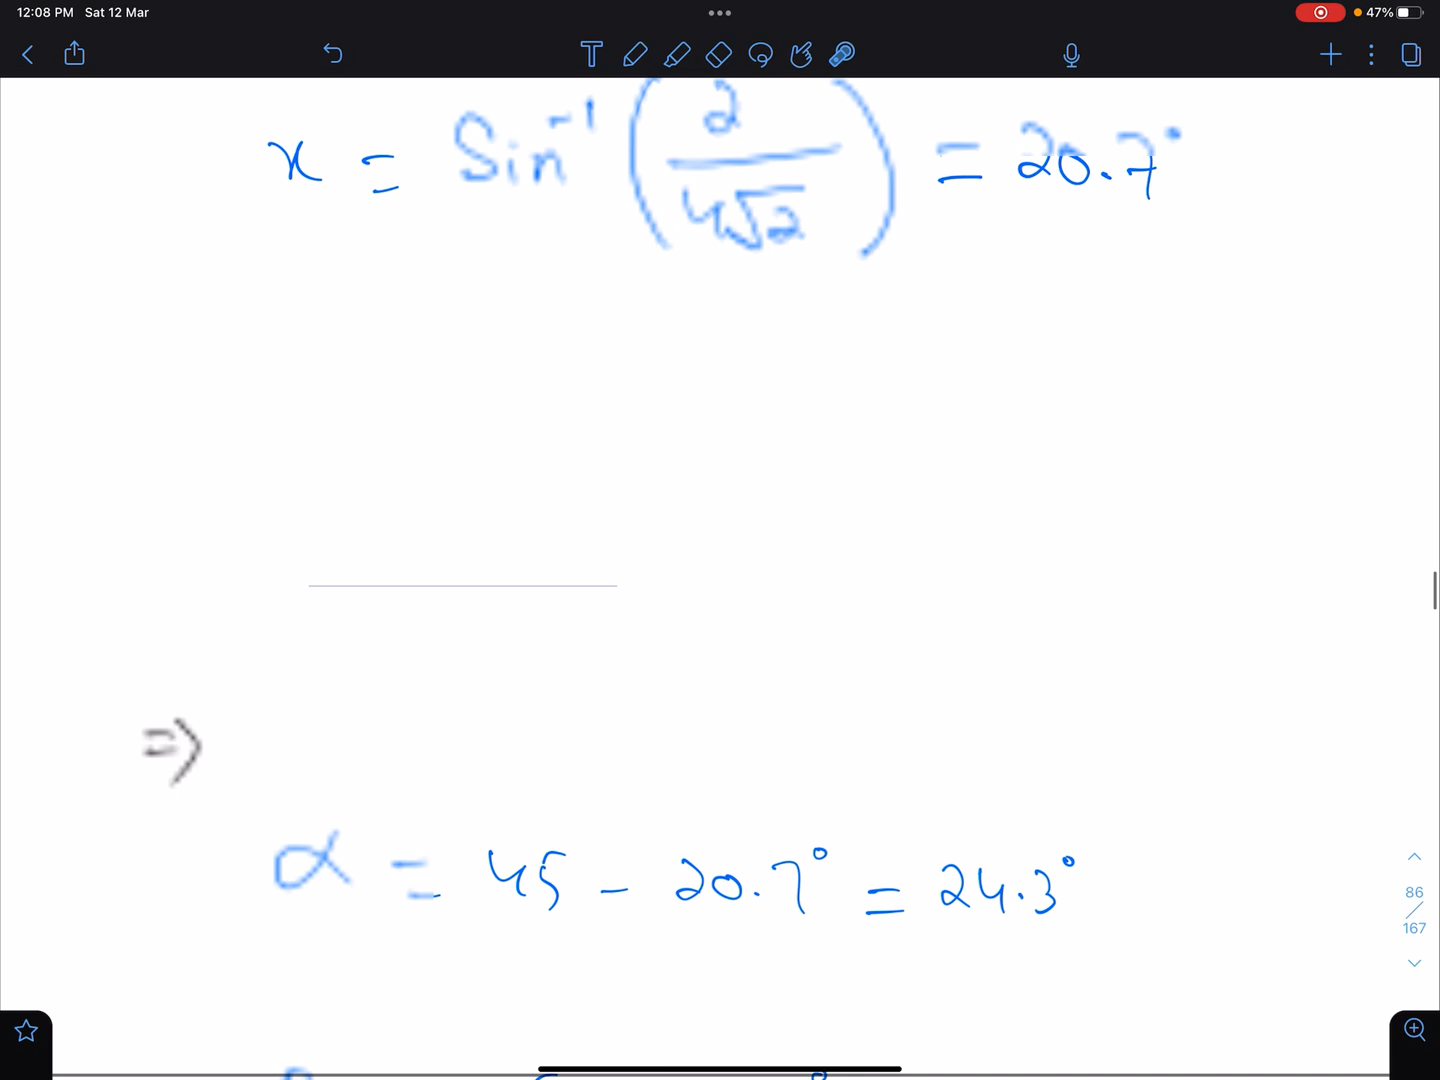 12:08 PM Sat 12 Mar 47%
T
x = Sin⁻¹ (2/4√2) = 20.7°
⇒
α = 45 − 20.7° = 24.3°
86
/
167